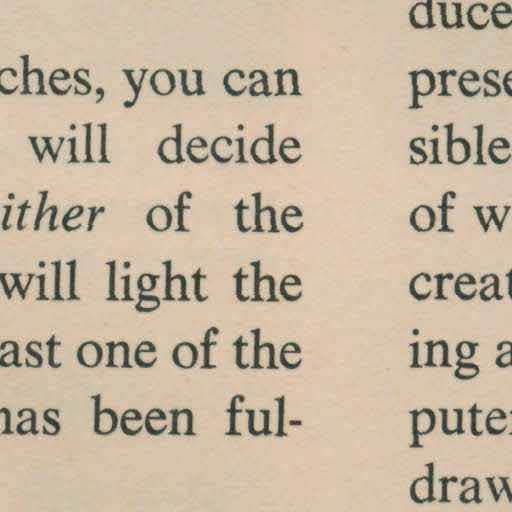 ches, you can
will decide
ither of the
will light the
ast one of the
has been ful-
duce
prese
sible
of w
creat
ing a
pute
draw